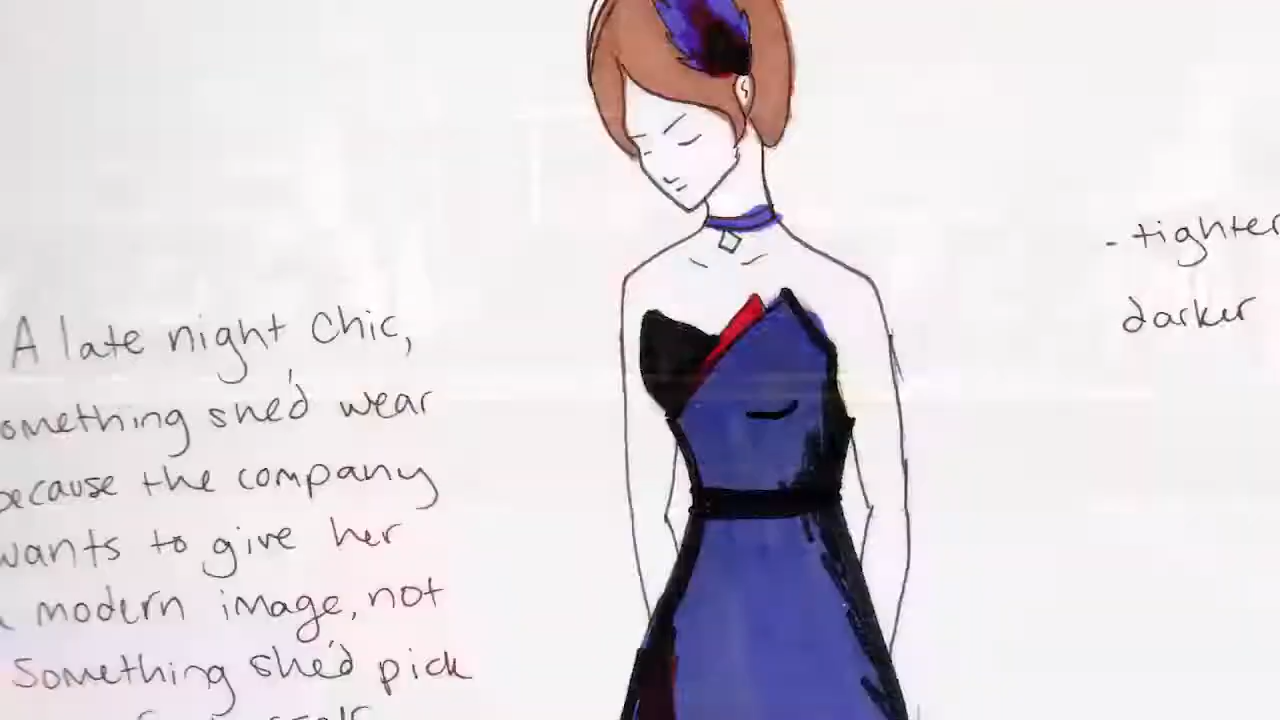 A late night chic,
omething she'd wear
because the company
wants to give her
modern image, not
Something she'd pick
- tighter
darker